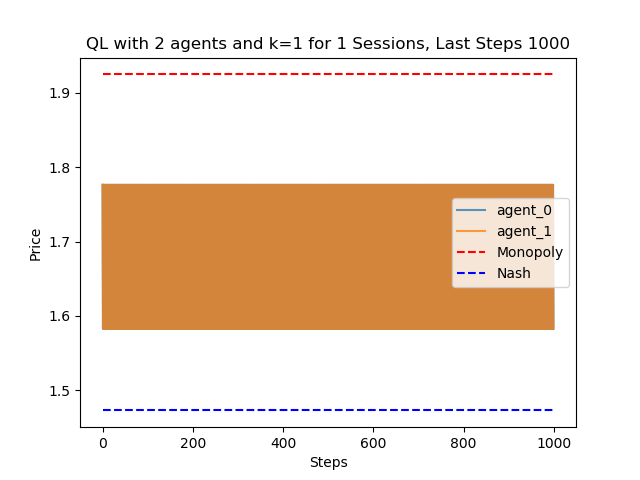 QL with 2 agents and k=1 for 1 Sessions, Last Steps 1000
Price
1.9
1.8
1.7
1.6
1.5
agent_0
agent_1
Monopoly
Nash
0 200 400 600 800 1000
Steps